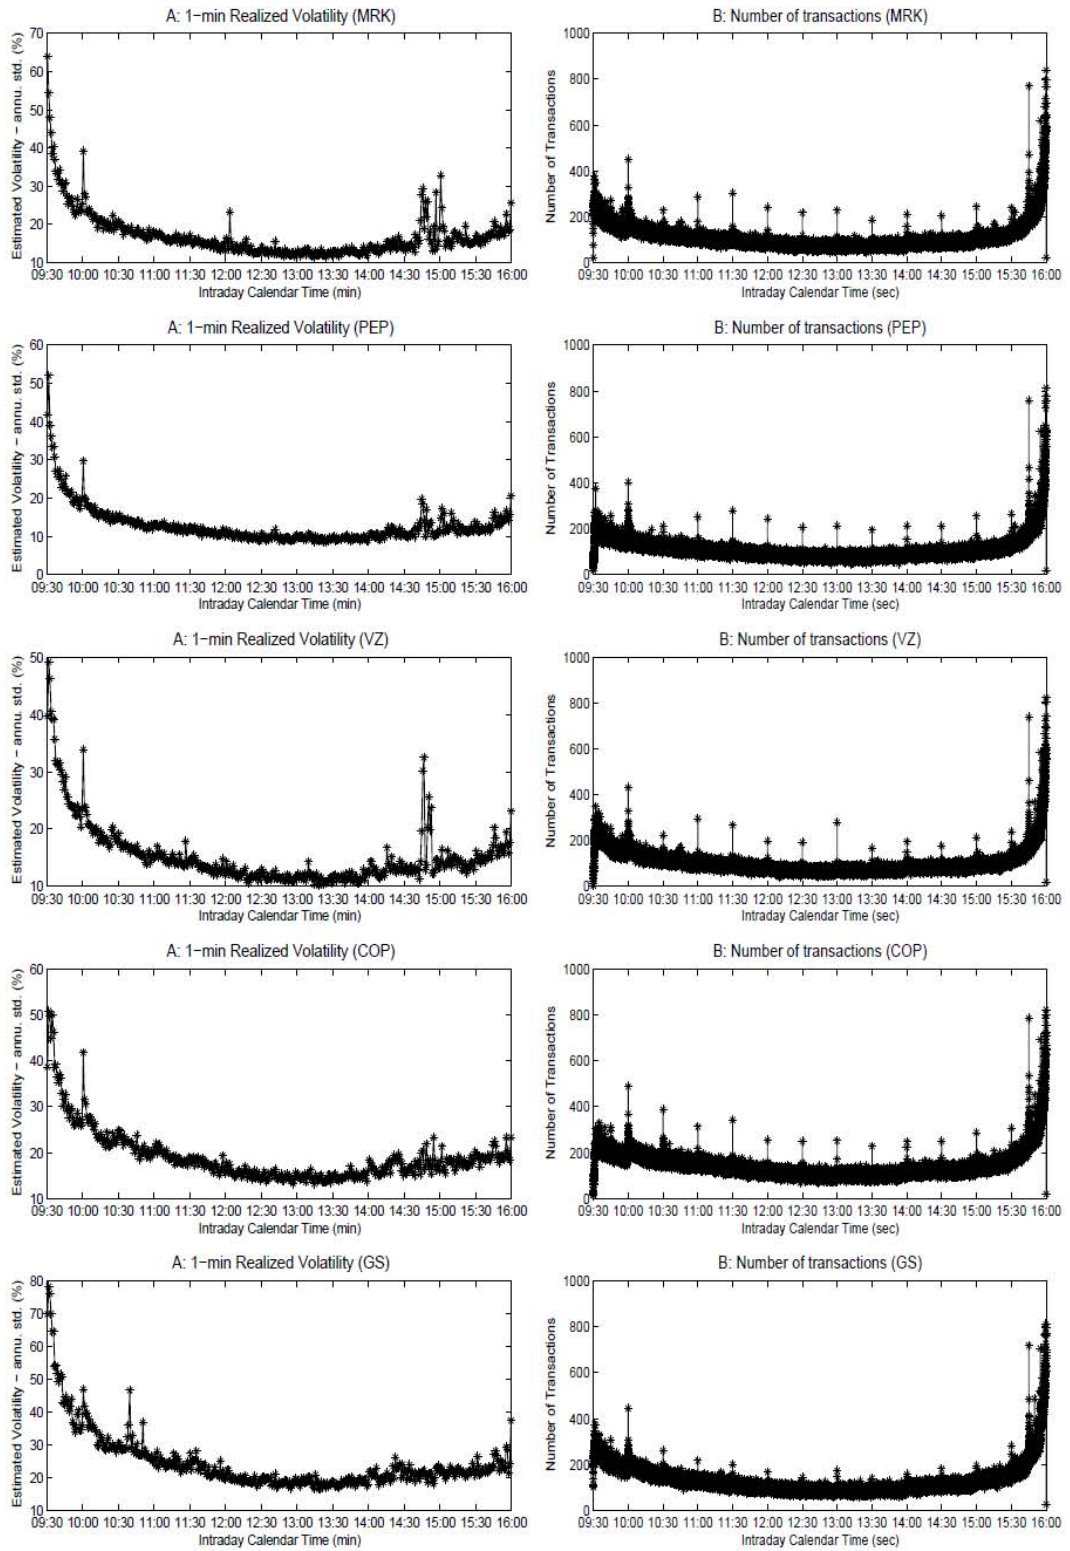 A: 1−min Realized Volatility (MRK)
Estimated Volatility − annu. std. (%)
70
60
50
40
30
20
10
09:30 10:00 10:30 11:00 11:30 12:00 12:30 13:00 13:30 14:00 14:30 15:00 15:30 16:00
Intraday Calendar Time (min)
B: Number of transactions (MRK)
Number of Transactions
1000
800
600
400
200
0
09:30 10:00 10:30 11:00 11:30 12:00 12:30 13:00 13:30 14:00 14:30 15:00 15:30 16:00
Intraday Calendar Time (sec)
A: 1−min Realized Volatility (PEP)
Estimated Volatility − annu. std. (%)
60
50
40
30
20
10
0
09:30 10:00 10:30 11:00 11:30 12:00 12:30 13:00 13:30 14:00 14:30 15:00 15:30 16:00
Intraday Calendar Time (min)
B: Number of transactions (PEP)
Number of Transactions
1000
800
600
400
200
0
09:30 10:00 10:30 11:00 11:30 12:00 12:30 13:00 13:30 14:00 14:30 15:00 15:30 16:00
Intraday Calendar Time (sec)
A: 1−min Realized Volatility (VZ)
Estimated Volatility − annu. std. (%)
50
40
30
20
10
09:30 10:00 10:30 11:00 11:30 12:00 12:30 13:00 13:30 14:00 14:30 15:00 15:30 16:00
Intraday Calendar Time (min)
B: Number of transactions (VZ)
Number of Transactions
1000
800
600
400
200
0
09:30 10:00 10:30 11:00 11:30 12:00 12:30 13:00 13:30 14:00 14:30 15:00 15:30 16:00
Intraday Calendar Time (sec)
A: 1−min Realized Volatility (COP)
Estimated Volatility − annu. std. (%)
60
50
40
30
20
10
09:30 10:00 10:30 11:00 11:30 12:00 12:30 13:00 13:30 14:00 14:30 15:00 15:30 16:00
Intraday Calendar Time (min)
B: Number of transactions (COP)
Number of Transactions
1000
800
600
400
200
0
09:30 10:00 10:30 11:00 11:30 12:00 12:30 13:00 13:30 14:00 14:30 15:00 15:30 16:00
Intraday Calendar Time (sec)
A: 1−min Realized Volatility (GS)
Estimated Volatility − annu. std. (%)
80
70
60
50
40
30
20
10
09:30 10:00 10:30 11:00 11:30 12:00 12:30 13:00 13:30 14:00 14:30 15:00 15:30 16:00
Intraday Calendar Time (min)
B: Number of transactions (GS)
Number of Transactions
1000
800
600
400
200
0
09:30 10:00 10:30 11:00 11:30 12:00 12:30 13:00 13:30 14:00 14:30 15:00 15:30 16:00
Intraday Calendar Time (sec)